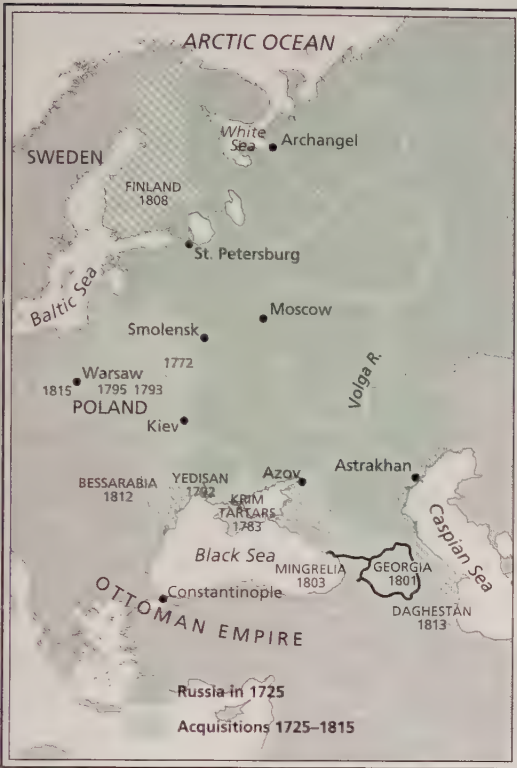 ARCTIC OCEAN
White
Sea
Archangel
SWEDEN
FINLAND
1808
St. Petersburg
Baltic Sea
Moscow
Smolensk
1772
Warsaw
1815
1795 1793
POLAND
Volga R.
Kiev
BESSARABIA
1812
YEDISAN
1792
Azov
Astrakhan
KRIM
TARTARS
1783
Black Sea
MINGRELIA
1803
GEORGIA
1801
Caspian Sea
DAGHESTAN
1813
Constantinople
OTTOMAN EMPIRE
Russia in 1725
Acquisitions 1725–1815